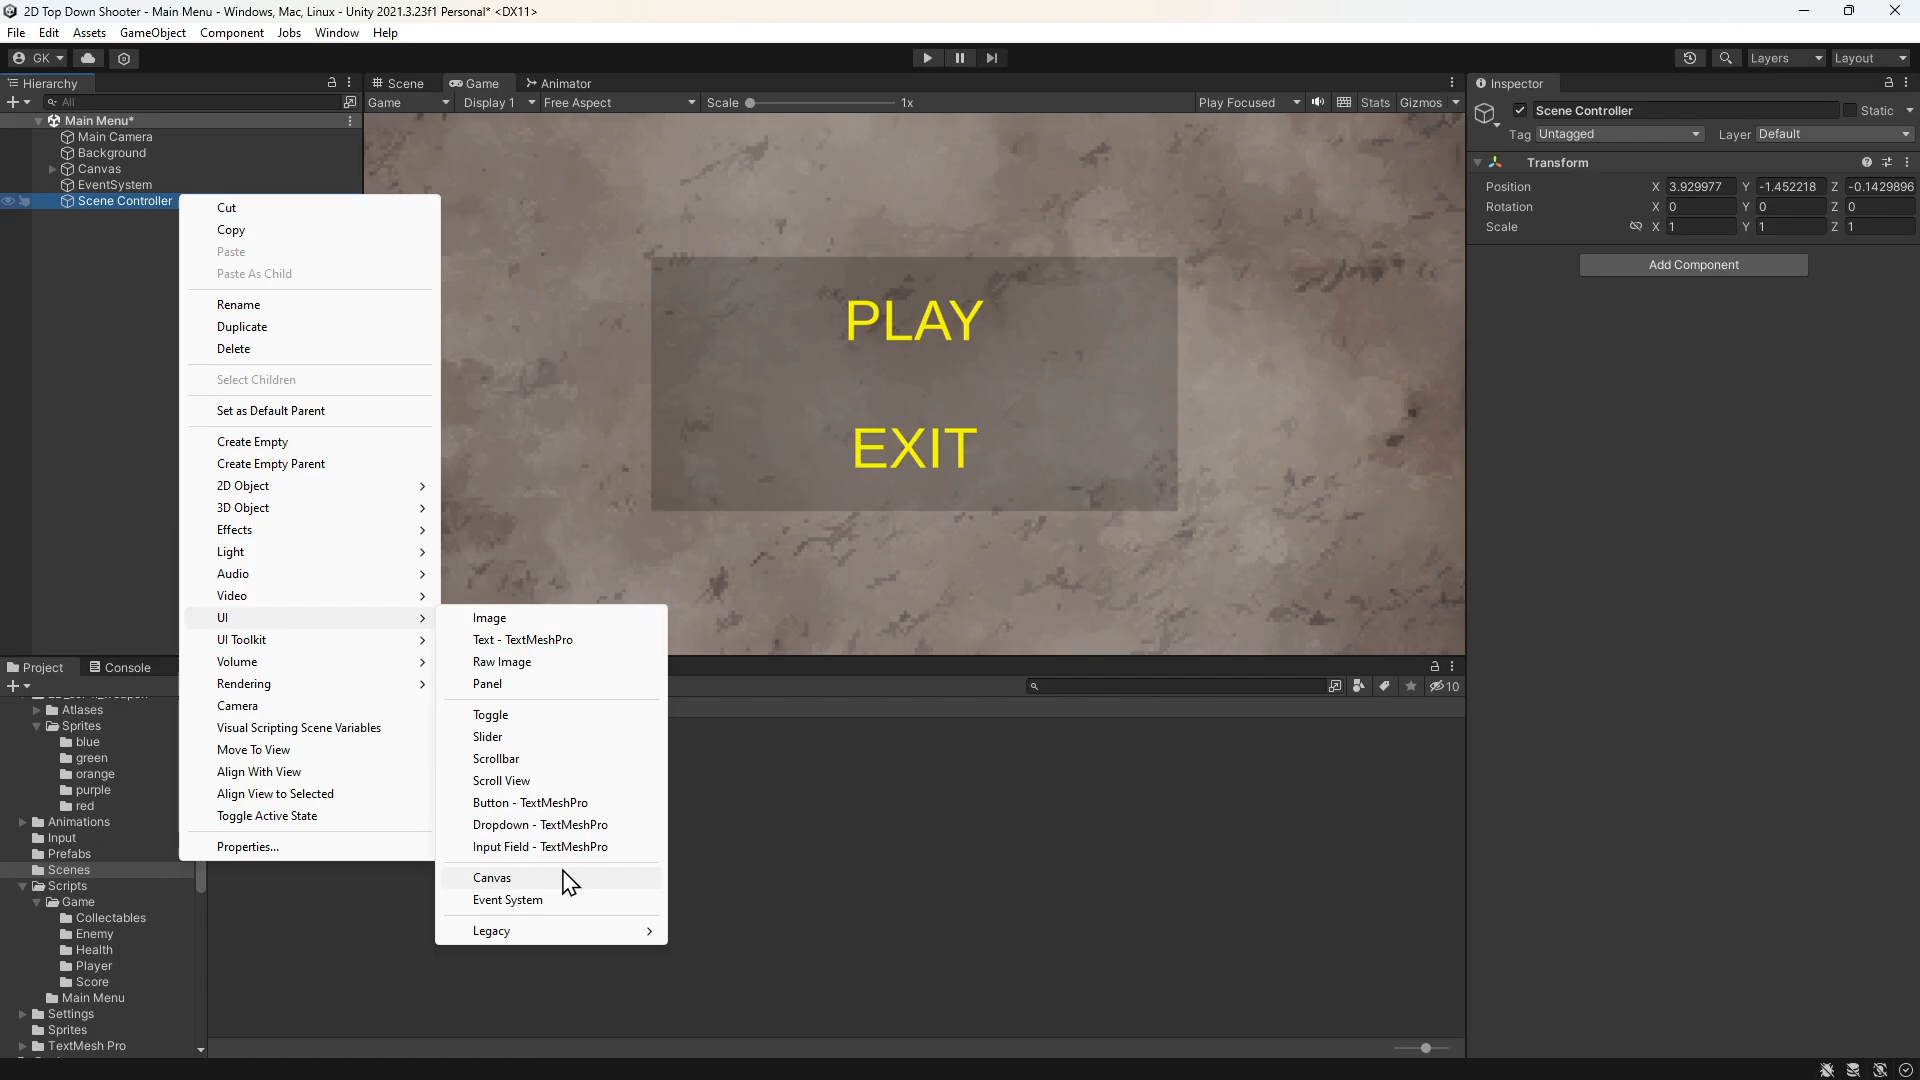 2D Top Down Shooter - Main Menu - Windows, Mac, Linux - Unity 2021.3.23f1 Personal* <DX11>
File Edit Assets GameObject Component Jobs Window Help
GK Layers Layout
Hierarchy Scene Game Animator Inspector
All Game Display 1 Free Aspect Scale 1x Play Focused Stats Gizmos
Scene Controller Static
Main Menu*
Tag Untagged Layer Default
Main Camera
Background
Canvas
EventSystem
Scene Controller
Transform
Position X 3.929977 Y -1.452218 Z -0.1429896
Rotation X 0 Y 0 Z 0
Scale X 1 Y 1 Z 1
Add Component
Cut
Copy
Paste
Paste As Child
Rename
Duplicate
Delete
Select Children
Set as Default Parent
Create Empty
Create Empty Parent
2D Object
3D Object
Effects
Light
Audio
Video
UI
UI Toolkit
Volume
Rendering
Camera
Visual Scripting Scene Variables
Move To View
Align With View
Align View to Selected
Toggle Active State
Properties...
Image
Text - TextMeshPro
Raw Image
Panel
Toggle
Slider
Scrollbar
Scroll View
Button - TextMeshPro
Dropdown - TextMeshPro
Input Field - TextMeshPro
Canvas
Event System
Legacy
PLAY
EXIT
Project Console
10
Atlases
Sprites
blue
green
orange
purple
red
Animations
Input
Prefabs
Scenes
Scripts
Game
Collectables
Enemy
Health
Player
Score
Main Menu
Settings
Sprites
TextMesh Pro